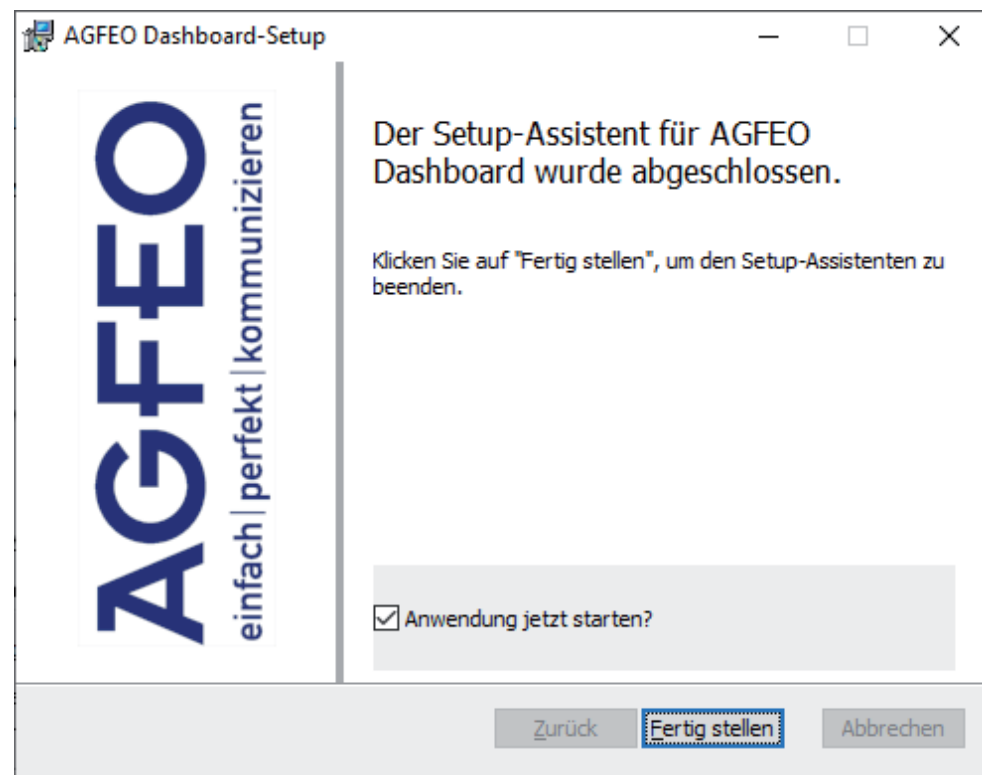 AGFEO Dashboard-Setup
AGFEO
einfach|perfekt|kommunizieren
Der Setup-Assistent für AGFEO
Dashboard wurde abgeschlossen.
Klicken Sie auf "Fertig stellen", um den Setup-Assistenten zu
beenden.
Anwendung jetzt starten?
Zurück
Fertig stellen
Abbrechen